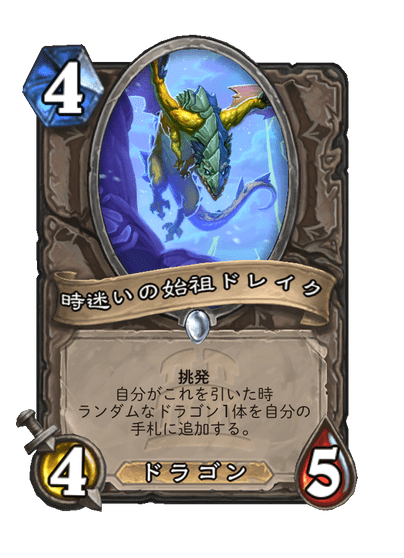 4
時迷いの始祖ドレイク
挑発
自分がこれを引いた時
ランダムなドラゴン1体を自分の
手札に追加する。
4
ドラゴン
5